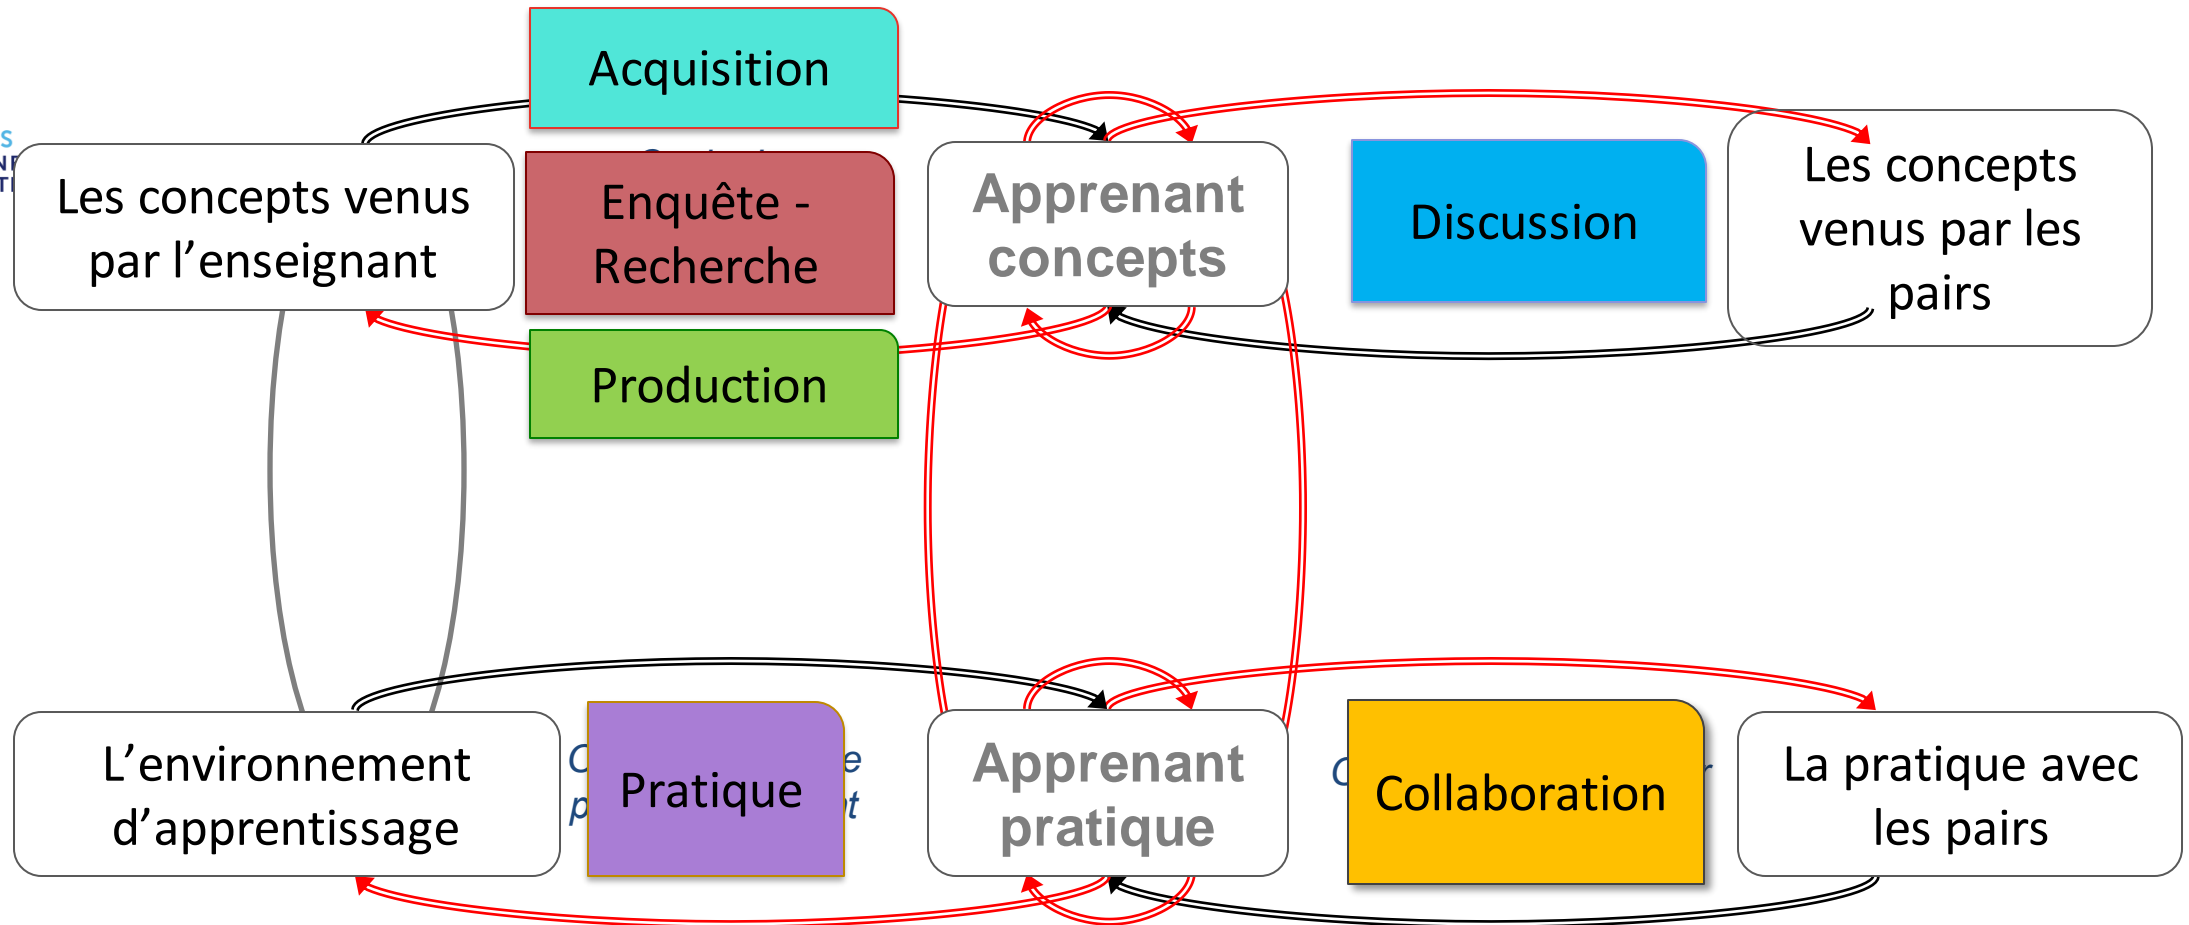 Acquisition
Les concepts venus
par l’enseignant
Enquête -
Recherche
Apprenant
concepts
Discussion
Les concepts
venus par les
pairs
Production
L’environnement
d’apprentissage
Pratique
Apprenant
pratique
Collaboration
La pratique avec
les pairs